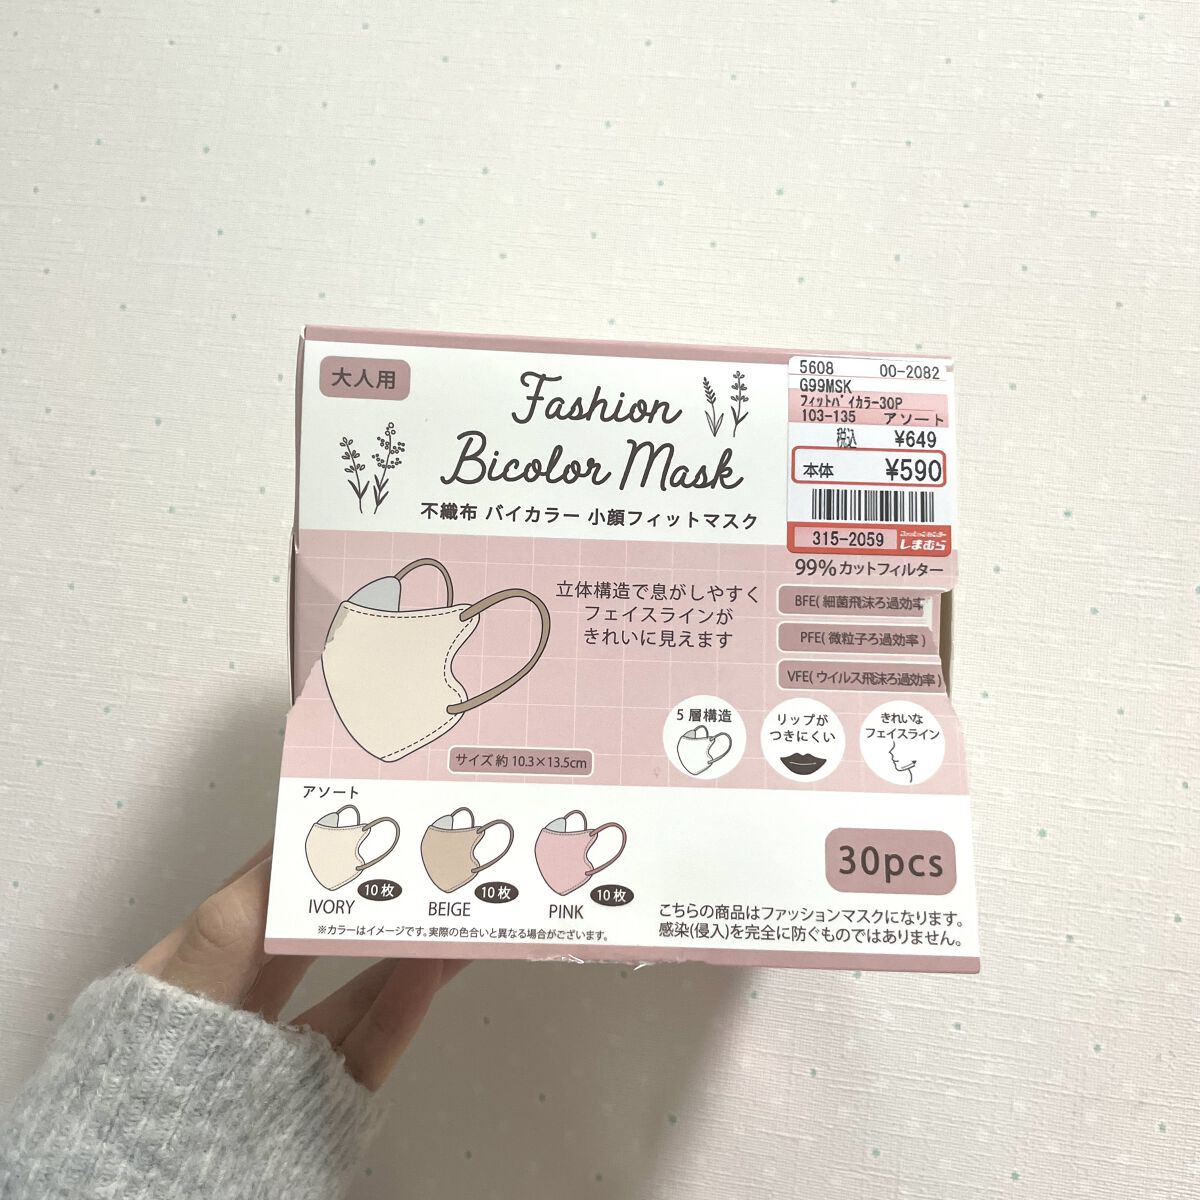 大人用
Fashion
Bicolor Mask
不織布 バイカラー 小顔フィットマスク
5608 00-2082
G99MSK
フィットバイカラー30P
103-135 アソート
税込 ¥649
本体 ¥590
315-2059
しまむら
99%カットフィルター
BFE(細菌飛沫ろ過効率
PFE(微粒子ろ過効率)
VFE(ウイルス飛沫ろ過効率)
立体構造で息がしやすく
フェイスラインが
きれいに見えます
5層構造
リップが
つきにくい
きれいな
フェイスライン
サイズ 約 10.3×13.5cm
アソート
10枚
IVORY
10枚
BEIGE
10枚
PINK
30pcs
※カラーはイメージです。実際の色合いと異なる場合がございます。
こちらの商品はファッションマスクになります。
感染(侵入)を完全に防ぐものではありません。